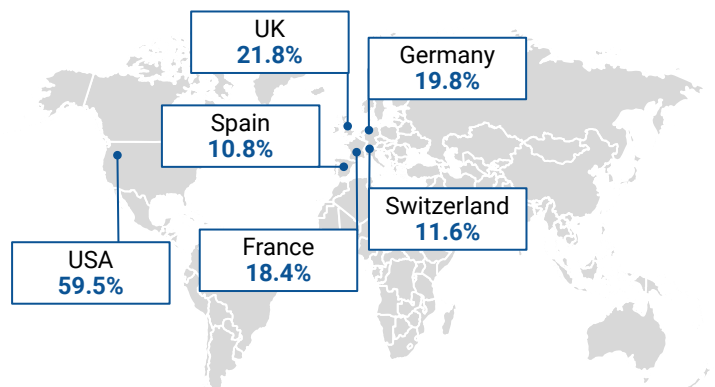 UK
21.8%
Germany
19.8%
Spain
10.8%
Switzerland
11.6%
France
18.4%
USA
59.5%